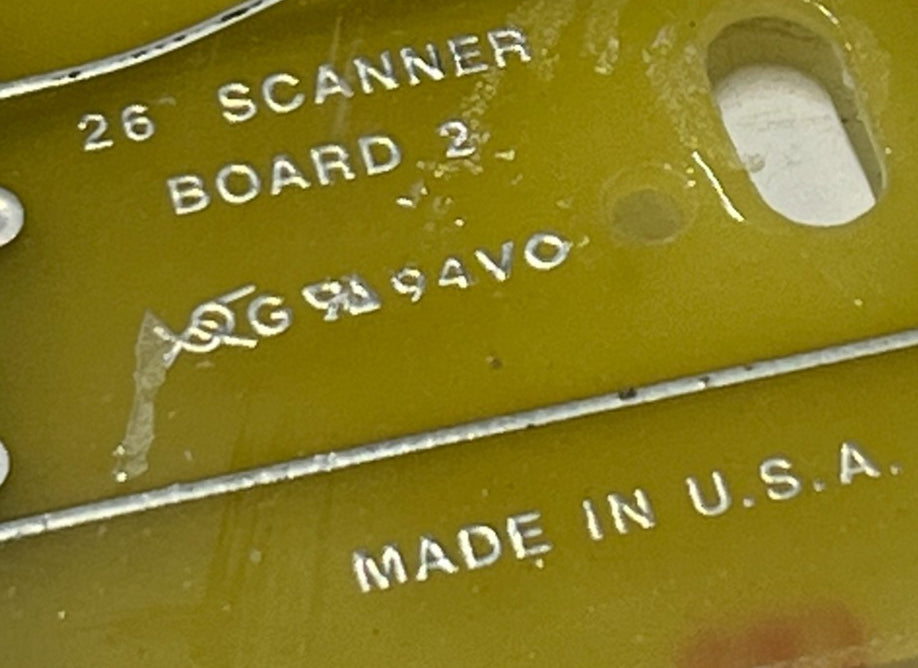 26 SCANNER
BOARD 2
G 94VO
MADE IN U.S.A.